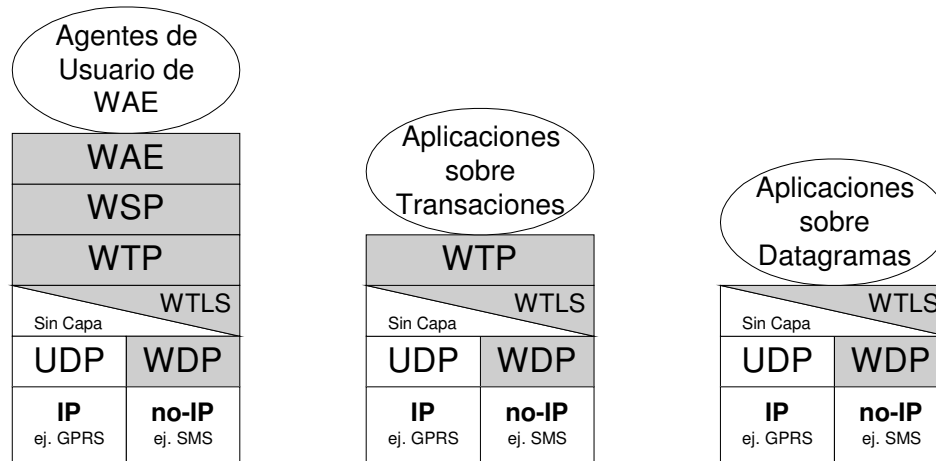 Agentes de
Usuario de
WAE
WAE
WSP
WTP
WTLS
Sin Capa
UDP WDP
IP no-IP
ej. GPRS ej. SMS
Aplicaciones
sobre
Transaciones
WTP
WTLS
Sin Capa
UDP WDP
IP no-IP
ej. GPRS ej. SMS
Aplicaciones
sobre
Datagramas
WTLS
Sin Capa
UDP WDP
IP no-IP
ej. GPRS ej. SMS